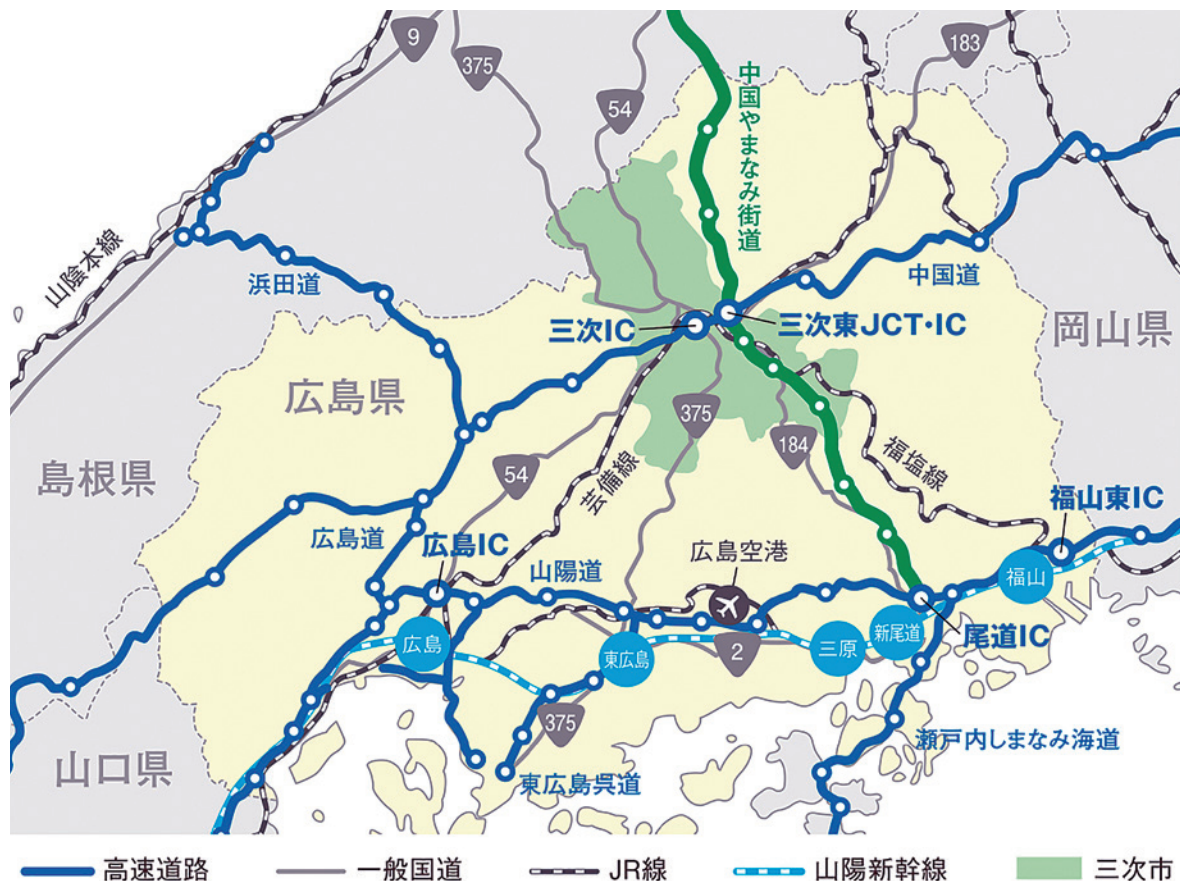 9
375
54
183
中国やまなみ街道
山陰本線
浜田道
中国道
三次IC
三次東JCT・IC
岡山県
広島県
375
184
島根県
54
芸備線
福塩線
福山東IC
広島道
広島IC
山陽道
広島空港
福山
広島
東広島
2
三原
新尾道
尾道IC
375
山口県
東広島呉道
瀬戸内しまなみ海道
高速道路
一般国道
JR線
山陽新幹線
三次市